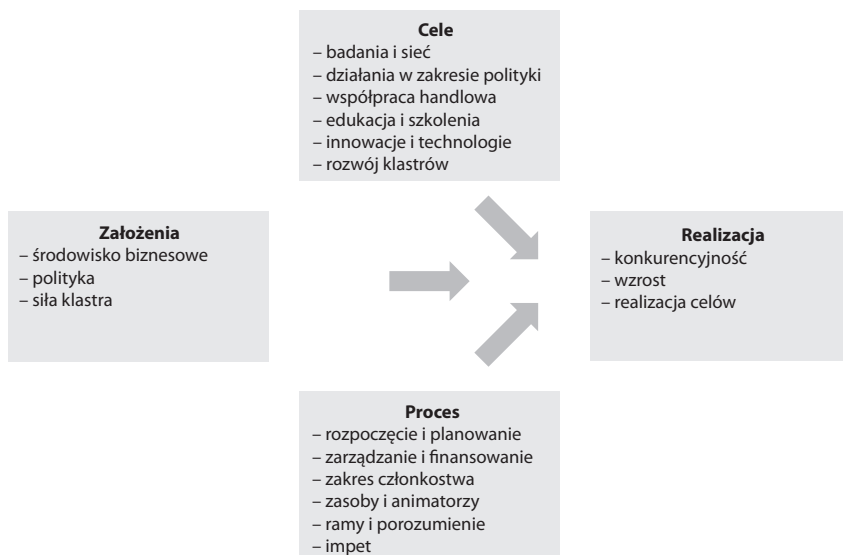 Cele
– badania i sieć
– działania w zakresie polityki
– współpraca handlowa
– edukacja i szkolenia
– innowacje i technologie
– rozwój klastrów
Założenia
– środowisko biznesowe
– polityka
– siła klastra
Realizacja
– konkurencyjność
– wzrost
– realizacja celów
Proces
– rozpoczęcie i planowanie
– zarządzanie i finansowanie
– zakres członkostwa
– zasoby i animatorzy
– ramy i porozumienie
– impet